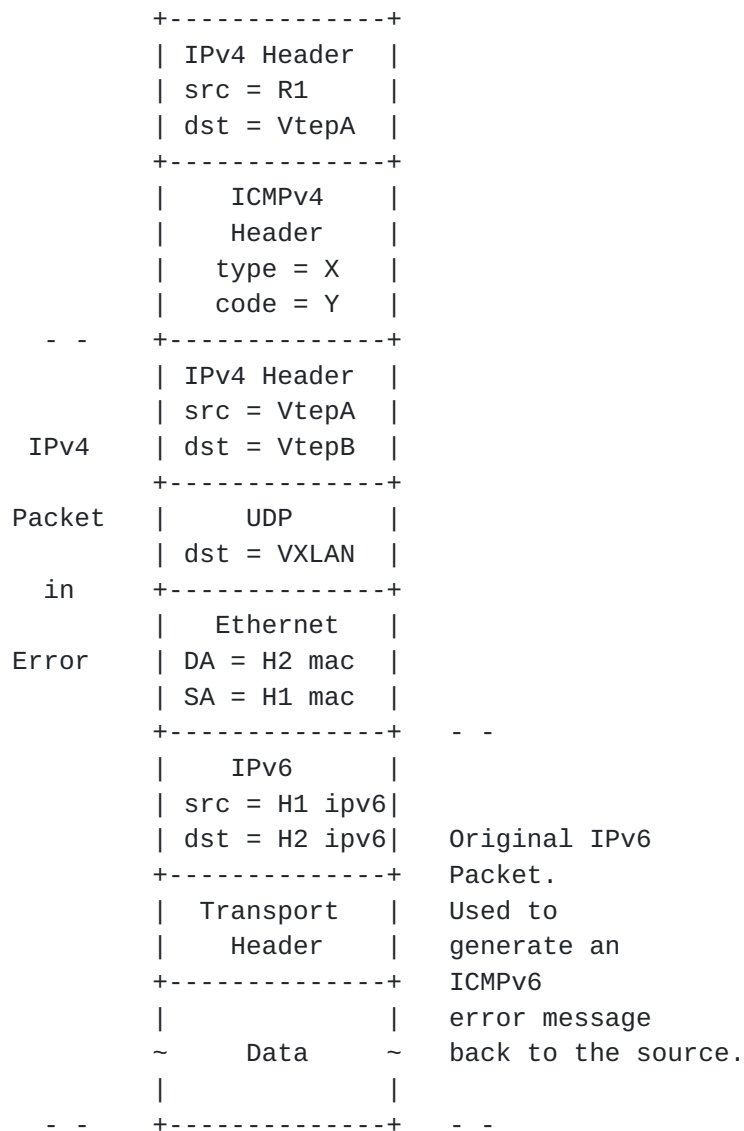 +--------------+
         | IPv4 Header  |
         | src = R1     |
         | dst = VtepA  |
         +--------------+
         |    ICMPv4    |
         |    Header    |
         |   type = X   |
         |   code = Y   |
  - -    +--------------+
         | IPv4 Header  |
         | src = VtepA  |
 IPv4    | dst = VtepB  |
         +--------------+
Packet   |     UDP      |
         | dst = VXLAN  |
  in     +--------------+
         |   Ethernet   |
Error    | DA = H2 mac  |
         | SA = H1 mac  |
         +--------------+   - -
         |    IPv6      |
         | src = H1 ipv6|
         | dst = H2 ipv6|   Original IPv6
         +--------------+   Packet.
         |  Transport   |   Used to
         |    Header    |   generate an
         +--------------+   ICMPv6
         |              |   error message
         ~     Data     ~   back to the source.
         |              |
  - -    +--------------+   - -